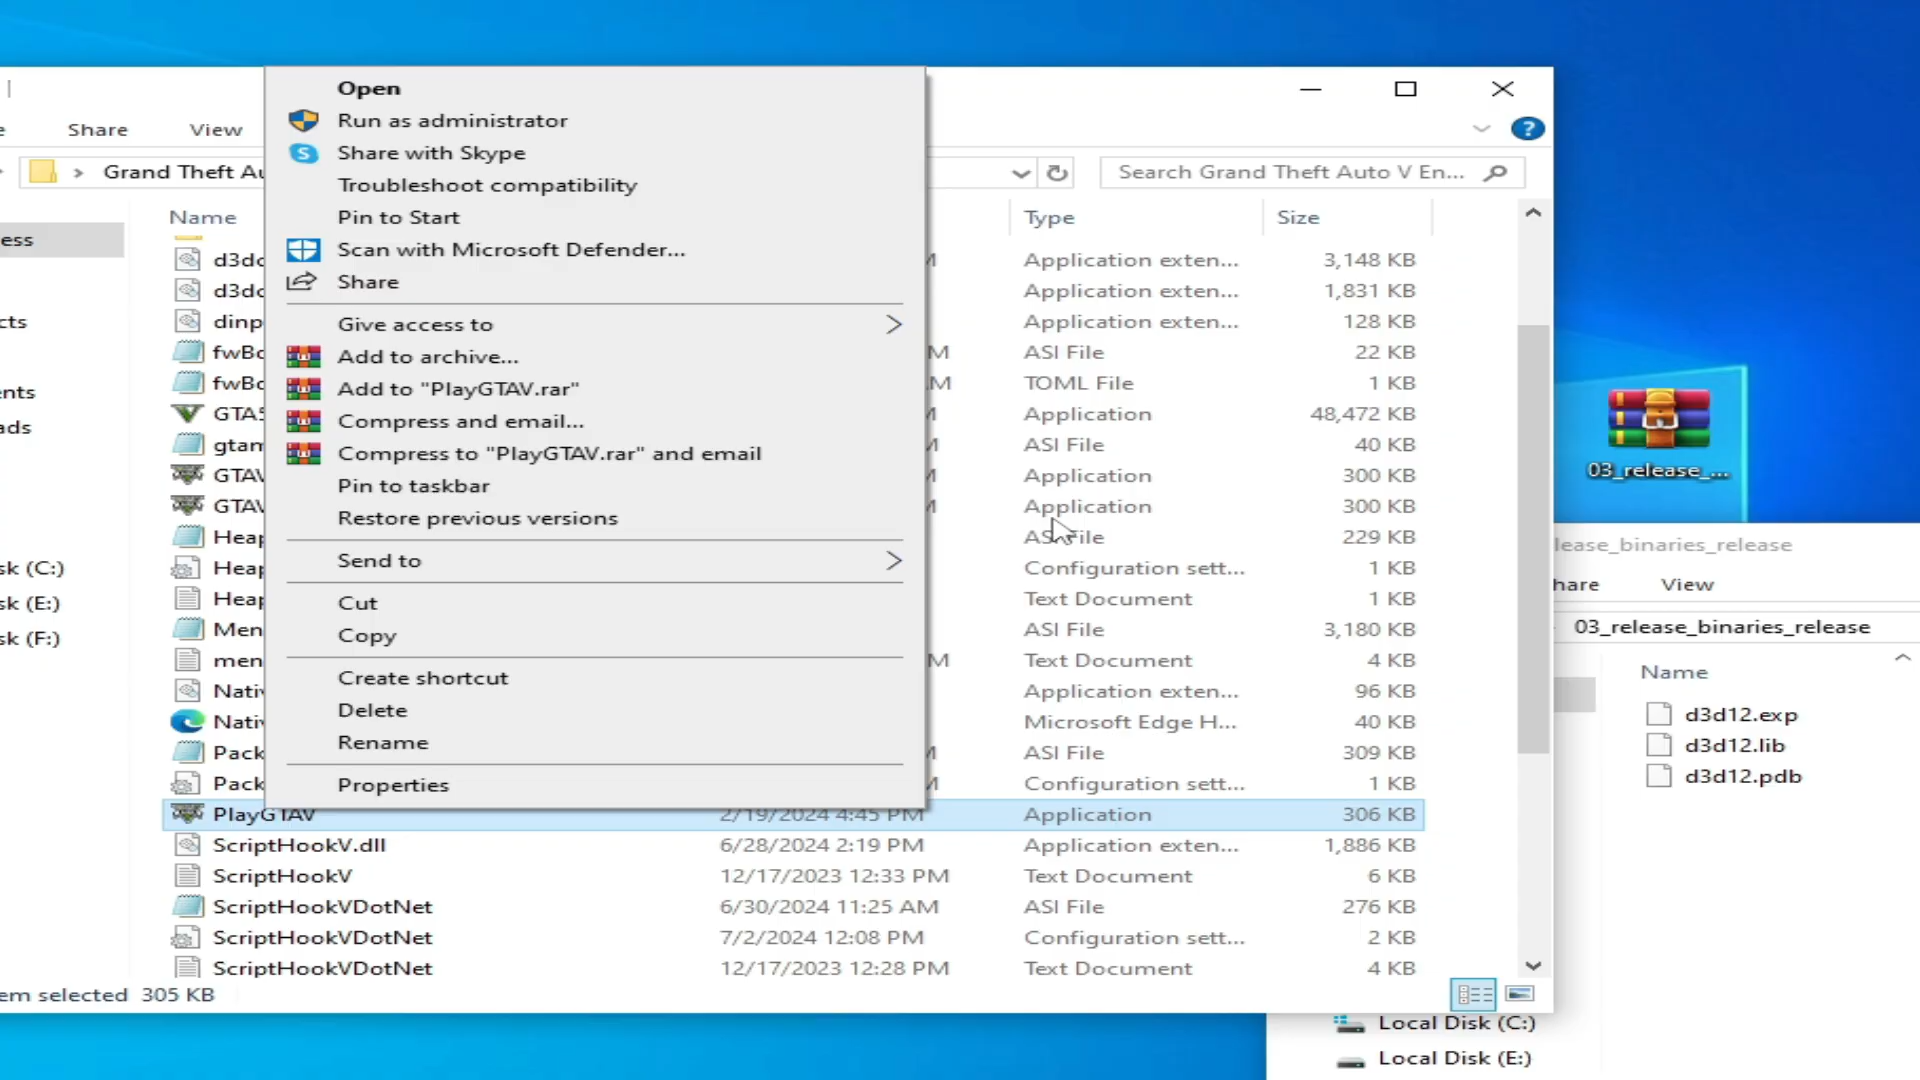 Share
View
Grand Theft Au
Search Grand Theft Auto V En...
Name
Type
Size
ess
cts
ents
ads
sk (C:)
sk (E:)
sk (F:)
Open
Run as administrator
Share with Skype
Troubleshoot compatibility
Pin to Start
Scan with Microsoft Defender...
Share
Give access to
Add to archive...
Add to "PlayGTAV.rar"
Compress and email...
Compress to "PlayGTAV.rar" and email
Pin to taskbar
Restore previous versions
Send to
Cut
Copy
Create shortcut
Delete
Rename
Properties
d3dc Application exten... 3,148 KB
d3dc Application exten... 1,831 KB
dinp Application exten... 128 KB
fwBo M ASI File 22 KB
fwBo M TOML File 1 KB
GTA5 Application 48,472 KB
gtam ASI File 40 KB
GTAV Application 300 KB
GTAV Application 300 KB
Heap ASI File 229 KB
Heap Configuration sett... 1 KB
Heap Text Document 1 KB
Men ASI File 3,180 KB
men M Text Document 4 KB
Nativ Application exten... 96 KB
Nativ Microsoft Edge H... 40 KB
Pack ASI File 309 KB
Pack Configuration sett... 1 KB
PlayGTAV 2/19/2024 4:45 PM Application 306 KB
ScriptHookV.dll 6/28/2024 2:19 PM Application exten... 1,886 KB
ScriptHookV 12/17/2023 12:33 PM Text Document 6 KB
ScriptHookVDotNet 6/30/2024 11:25 AM ASI File 276 KB
ScriptHookVDotNet 7/2/2024 12:08 PM Configuration sett... 2 KB
ScriptHookVDotNet 12/17/2023 12:28 PM Text Document 4 KB
em selected 305 KB
03_release_...
lease_binaries_release
hare
View
03_release_binaries_release
Name
d3d12.exp
d3d12.lib
d3d12.pdb
Local Disk (C:)
Local Disk (E:)